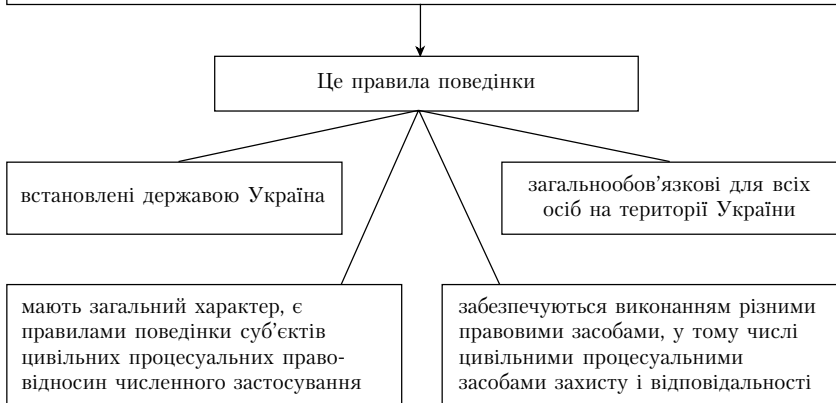 Це правила поведінки
встановлені державою Україна
загальнообов’язкові для всіх
осіб на території України
мають загальний характер, є
правилами поведінки суб’єктів
цивільних процесуальних право-
відносин численного застосування
забезпечуються виконанням різними
правовими засобами, у тому числі
цивільними процесуальними
засобами захисту і відповідальності